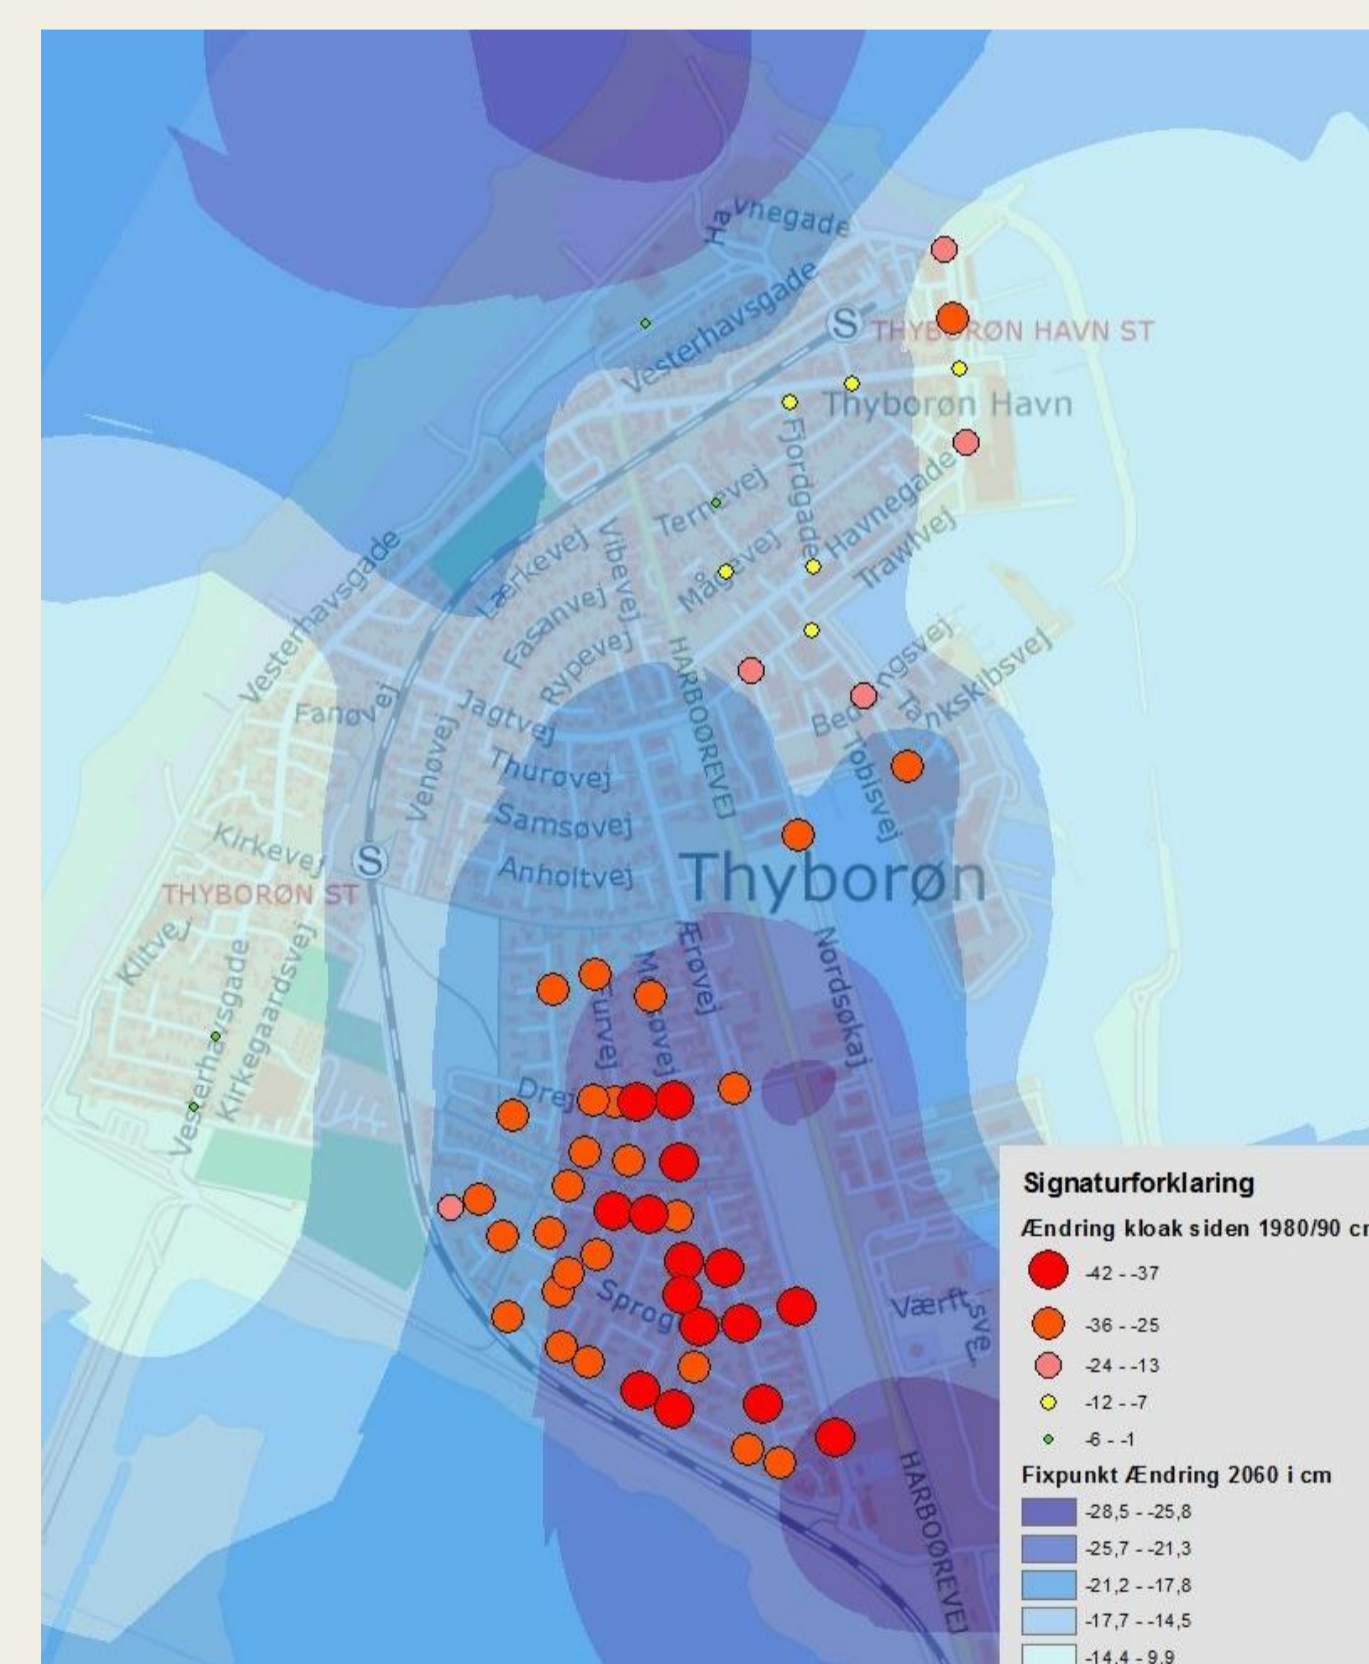 Havnegade
Vesterhavsgade
S
THYBORØN HAVN ST
Thyborøn Havn
Fjordgade
Ternevej
Havnegade
Trawlvej
Mågevej
Vibevej
Lærkevej
Fasanvej
Rypevej
Vesterhavsgade
HARBOØREVEJ
Fanøvej
Jagtvej
Venøvej
Thurøvej
Tobisvej
Samsøvej
Kirkevej
S
Anholtvej
Thyborøn
THYBORØN ST
Klitvej
Ærøvej
Nordsøkaj
Vesterhavsgade
Kirkegaardsvej
Furvej
Drej
Sprog
HARBOØREVEJ
Signaturforklaring
Ændring kloak siden 1980/90 cm
-42 - -37
-36 - -25
-24 - -13
-12 - -7
-6 - -1
Fixpunkt Ændring 2060 i cm
-28,5 - -25,8
-25,7 - -21,3
-21,2 - -17,8
-17,7 - -14,5
-14,4 - 9,9